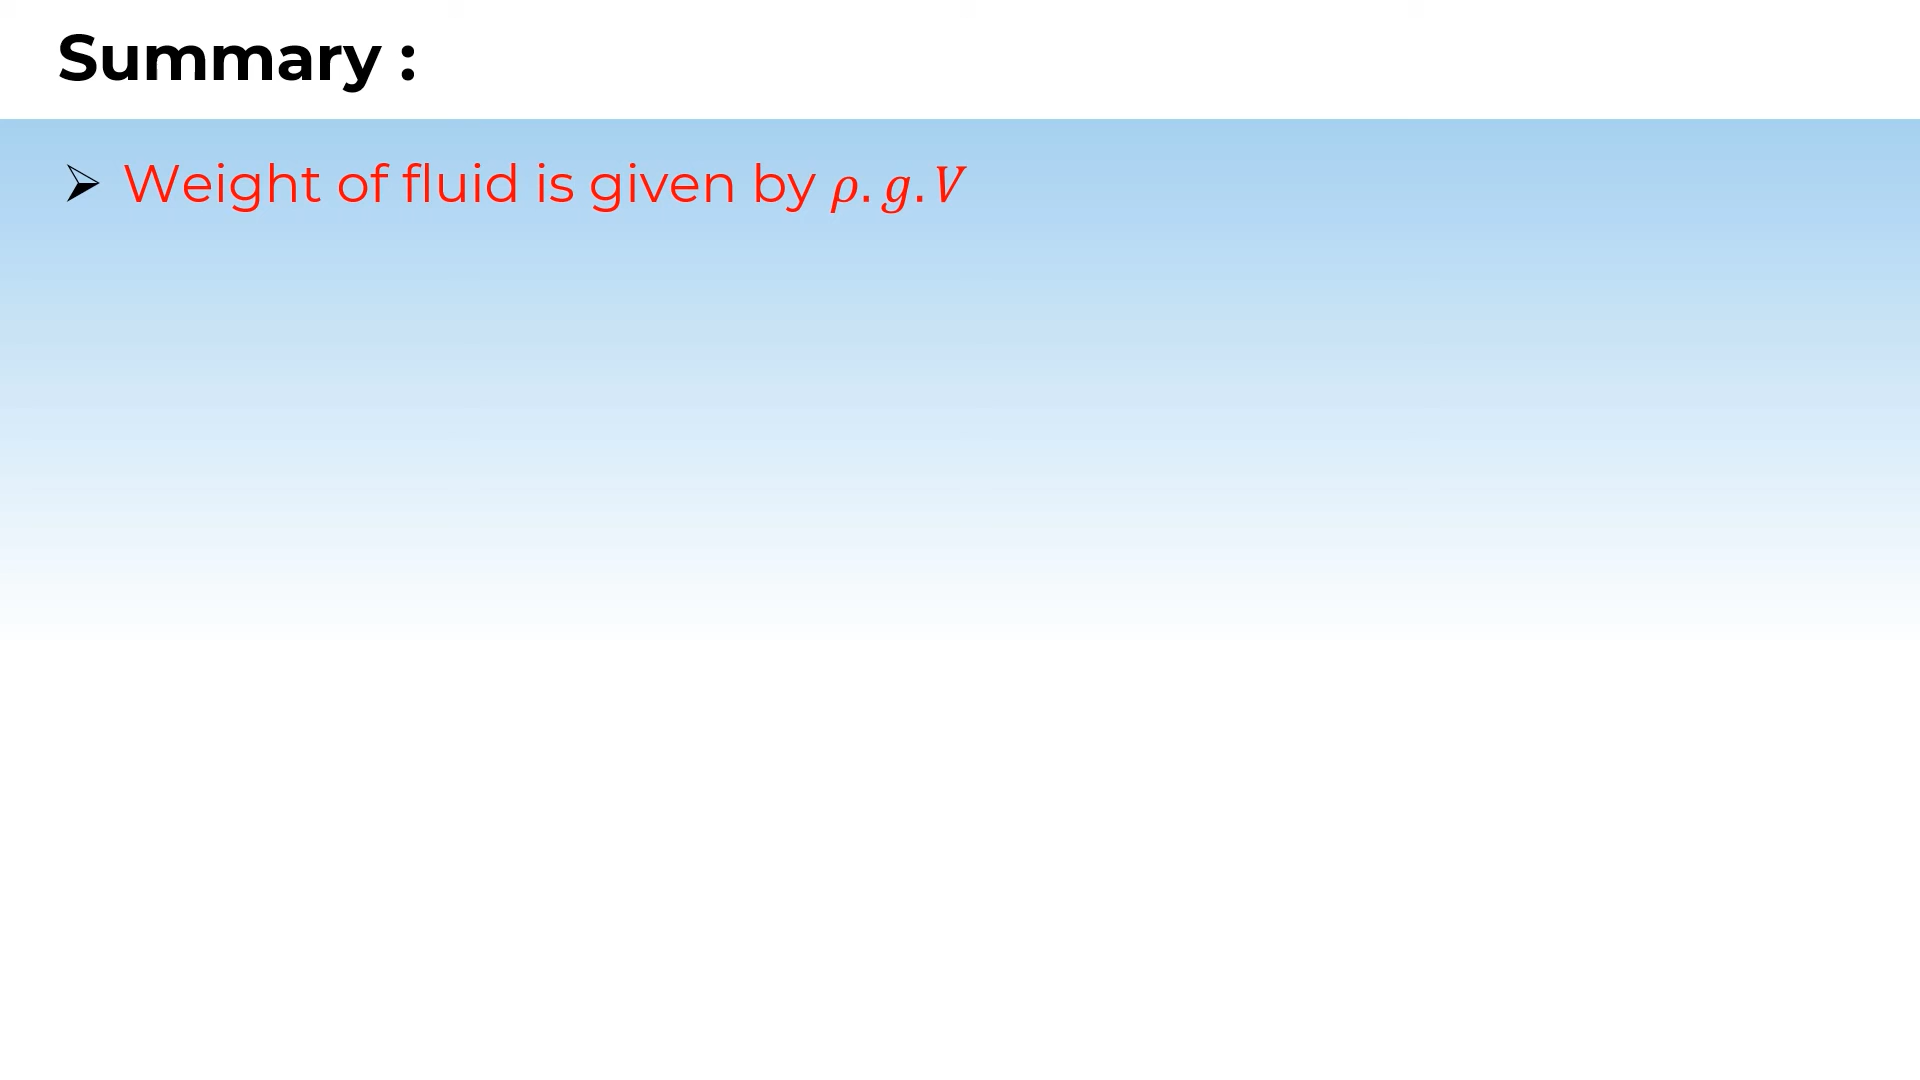 Summary :
➢ Weight of fluid is given by ρ.g.V